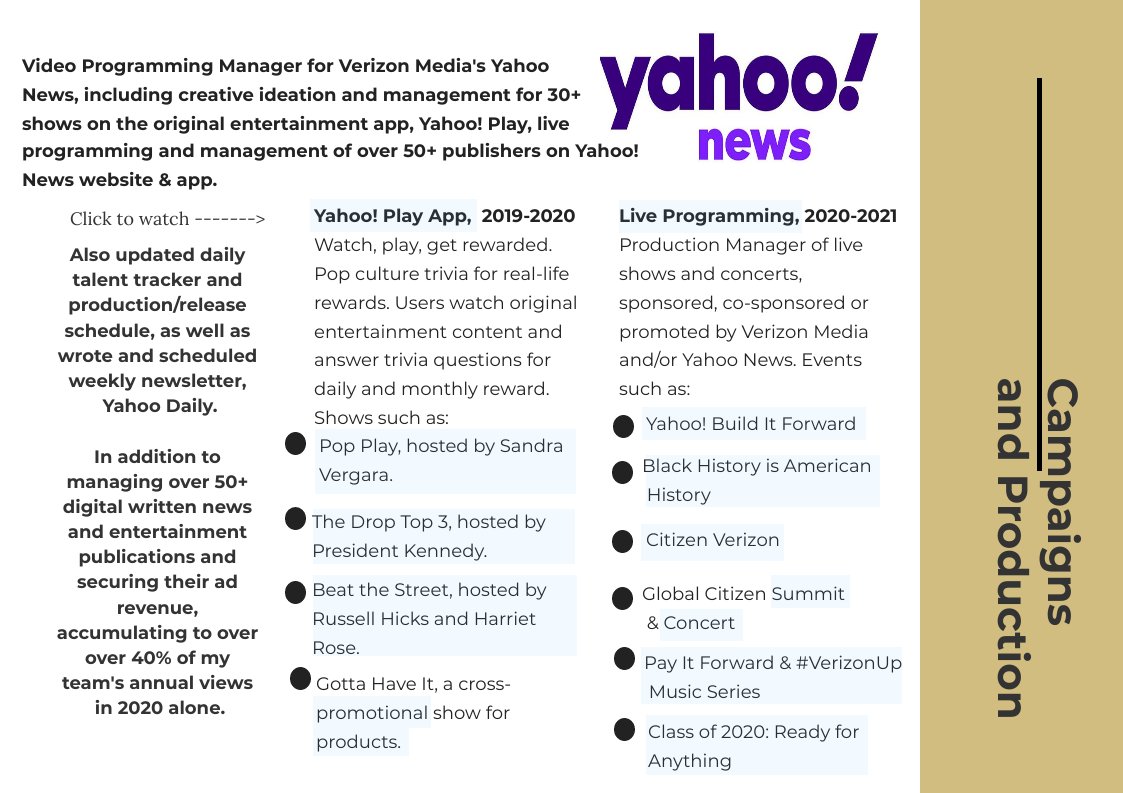 Video Programming Manager for Verizon Media's Yahoo
News, including creative ideation and management for 30+
shows on the original entertainment app, Yahoo! Play, live
programming and management of over 50+ publishers on Yahoo!
News website & app.
yahoo!
news
Click to watch ------->
Also updated daily
talent tracker and
production/release
schedule, as well as
wrote and scheduled
weekly newsletter,
Yahoo Daily.
In addition to
managing over 50+
digital written news
and entertainment
publications and
securing their ad
revenue,
accumulating to over
over 40% of my
team's annual views
in 2020 alone.
Yahoo! Play App, 2019-2020
Watch, play, get rewarded.
Pop culture trivia for real-life
rewards. Users watch original
entertainment content and
answer trivia questions for
daily and monthly reward.
Shows such as:
Pop Play, hosted by Sandra
Vergara.
The Drop Top 3, hosted by
President Kennedy.
Beat the Street, hosted by
Russell Hicks and Harriet
Rose.
Gotta Have It, a cross-
promotional show for
products.
Live Programming, 2020-2021
Production Manager of live
shows and concerts,
sponsored, co-sponsored or
promoted by Verizon Media
and/or Yahoo News. Events
such as:
Yahoo! Build It Forward
Black History is American
History
Citizen Verizon
Global Citizen Summit
& Concert
Pay It Forward & #VerizonUp
Music Series
Class of 2020: Ready for
Anything
Campaigns
and Production